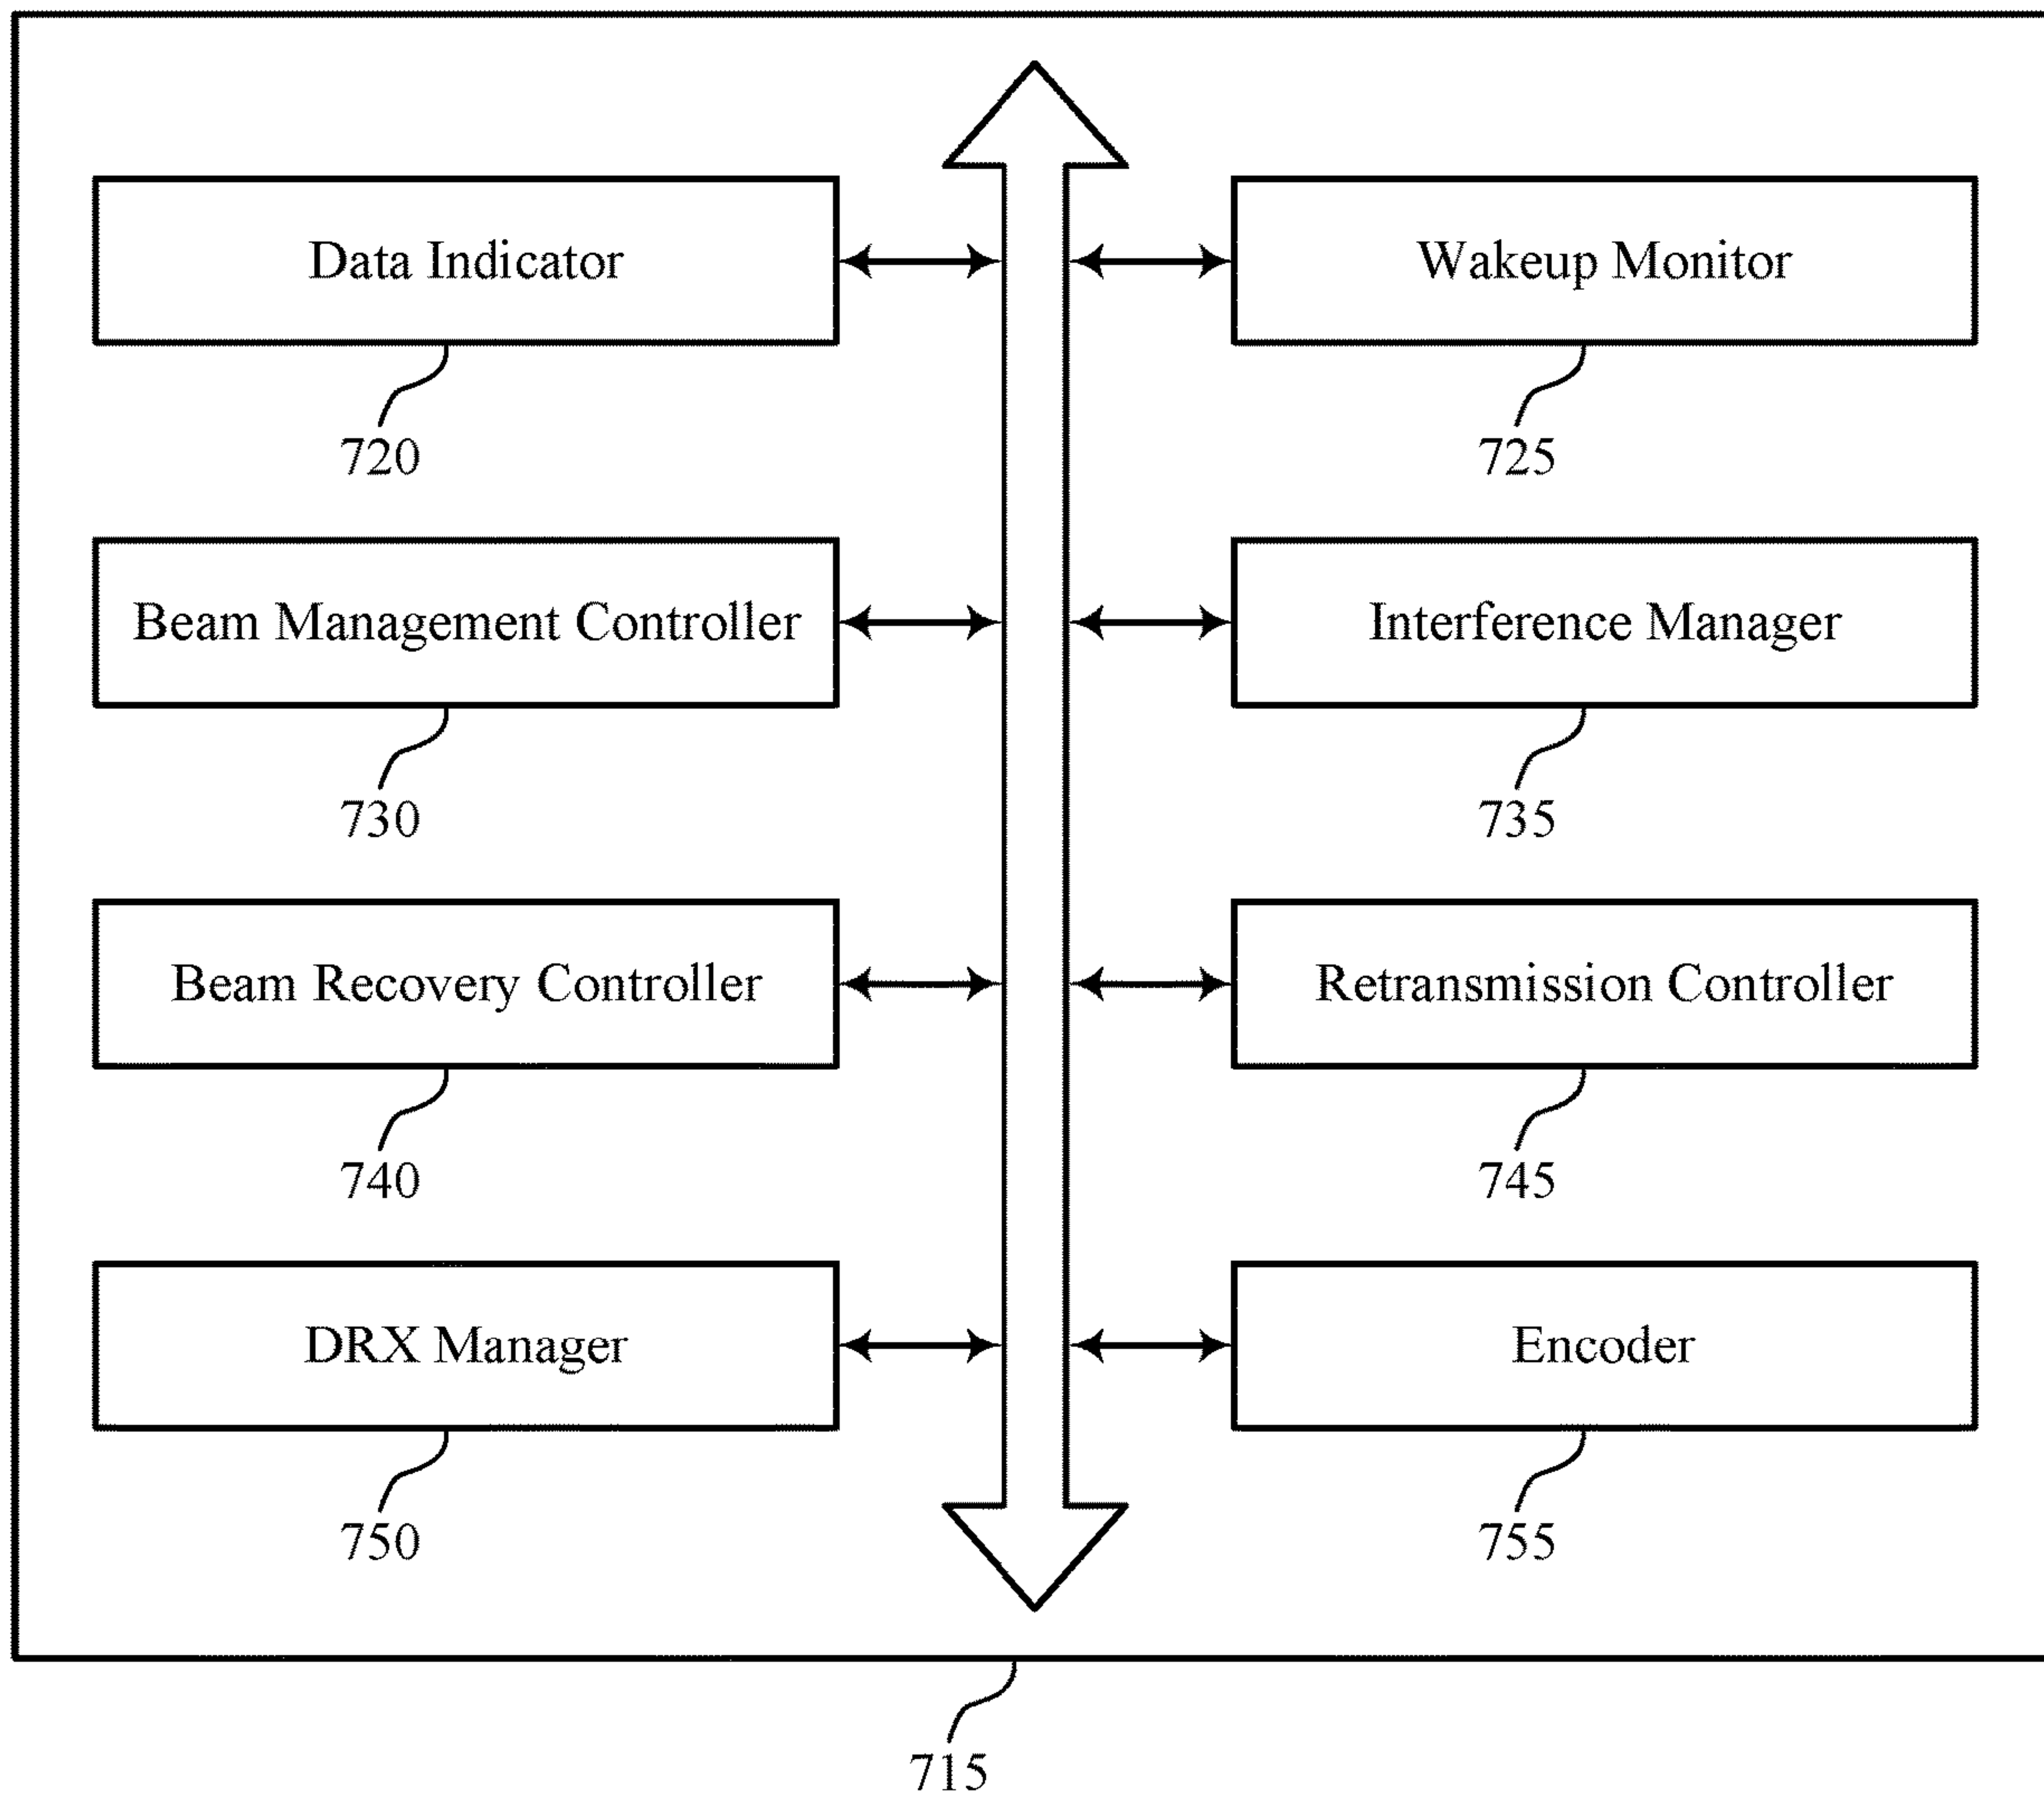 Data Indicator
Wakeup Monitor
720
725
Beam Management Controller
Interference Manager
730
735
Beam Recovery Controller
Retransmission Controller
740
745
DRX Manager
Encoder
750
755
715